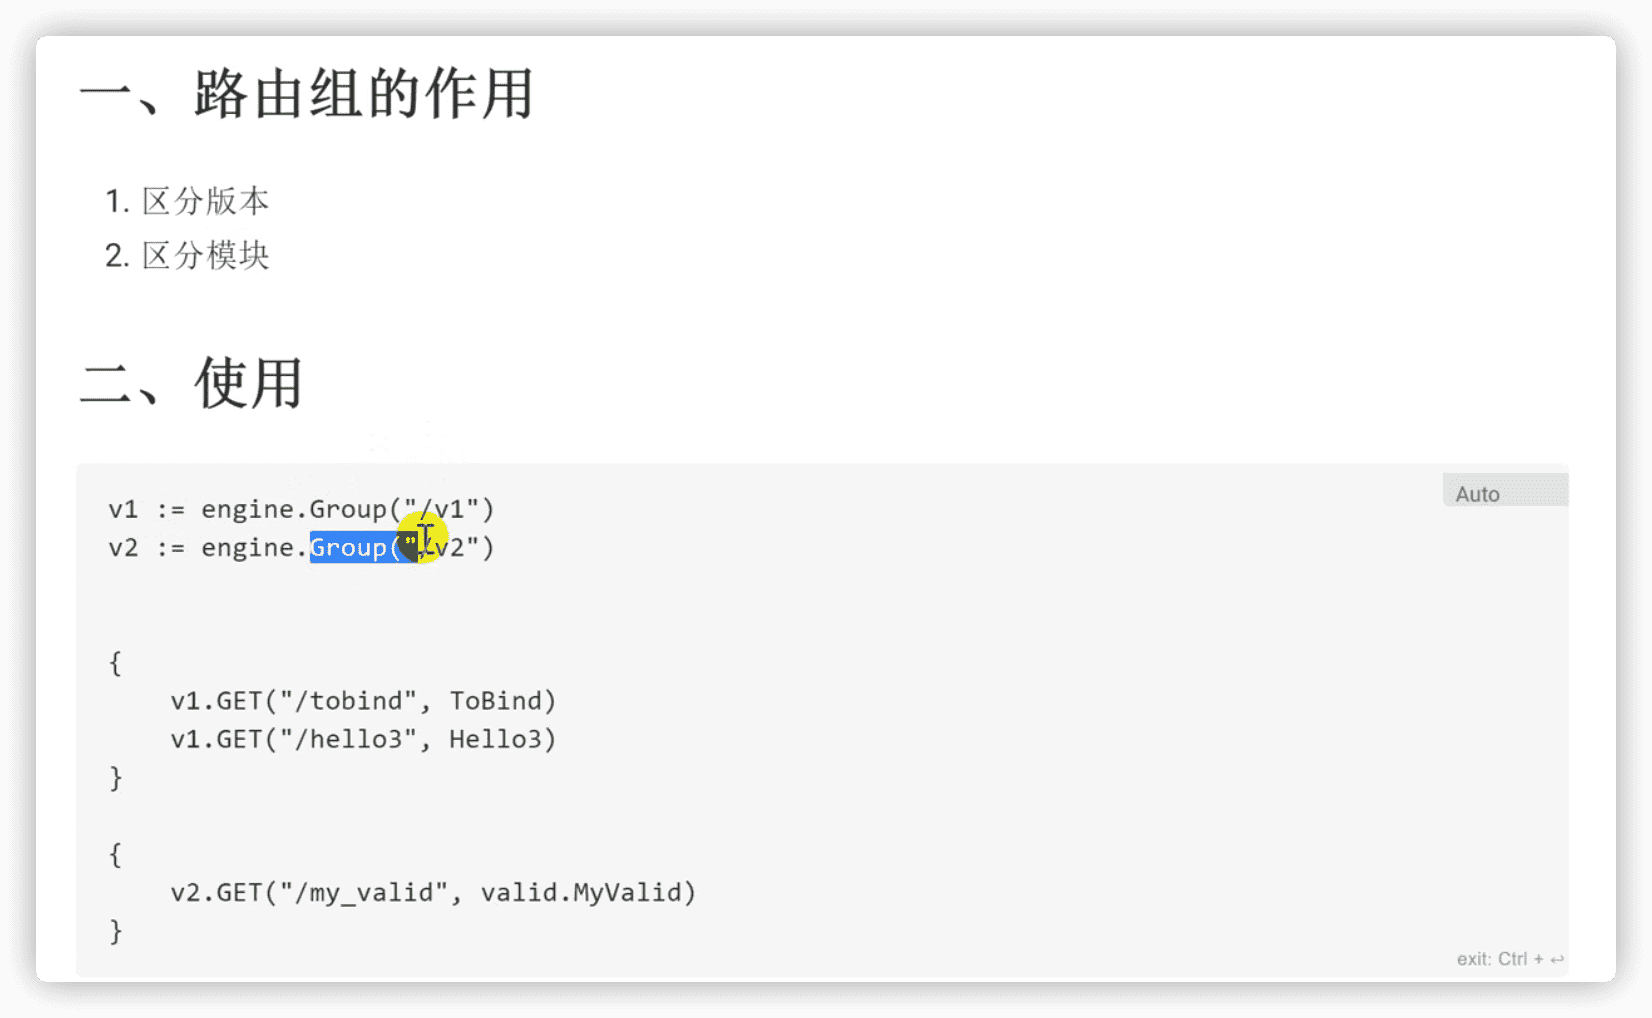 一、路由组的作用
1. 区分版本
2. 区分模块
二、使用
Auto
v1 := engine.Group("/v1")
v2 := engine.Group("/v2")
{
    v1.GET("/tobind", ToBind)
    v1.GET("/hello3", Hello3)
}
{
    v2.GET("/my_valid", valid.MyValid)
}
exit: Ctrl + ↩